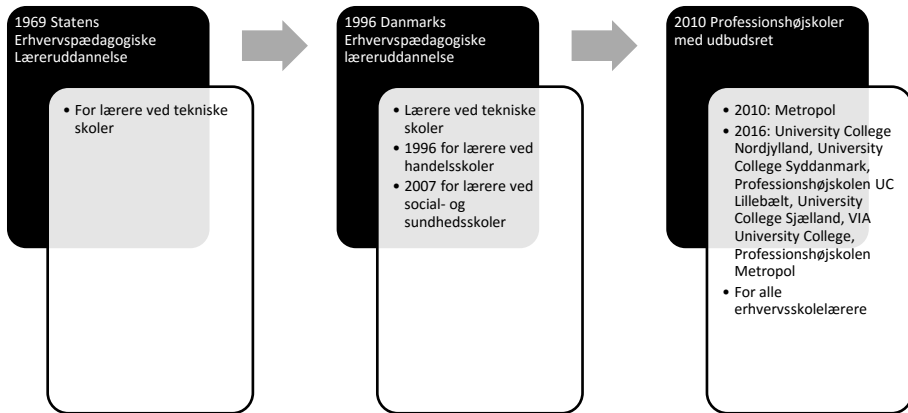 1969 Statens
Erhvervspædagogiske
Læreruddannelse
• For lærere ved tekniske
skoler
1996 Danmarks
Erhvervspædagogiske
læreruddannelse
• Lærere ved tekniske
skoler
• 1996 for lærere ved
handelsskoler
• 2007 for lærere ved
social- og
sundhedsskoler
2010 Professionshøjskoler
med udbudsret
• 2010: Metropol
• 2016: University College
Nordjylland, University
College Syddanmark,
Professionshøjskolen UC
Lillebælt, University
College Sjælland, VIA
University College,
Professionshøjskolen
Metropol
• For alle
erhvervsskolelærere